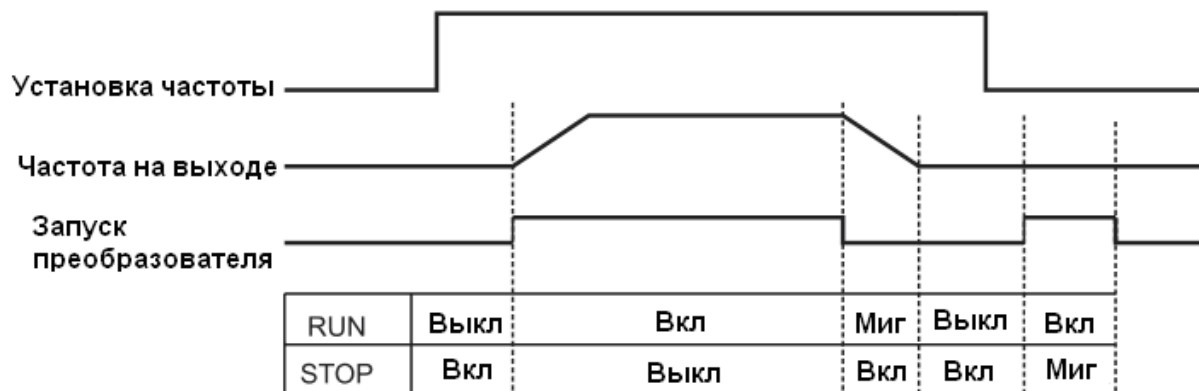 Установка частоты
Частота на выходе
Запуск
преобразователя
RUN Выкл Вкл Миг Выкл Вкл
STOP Вкл Выкл Вкл Вкл Миг